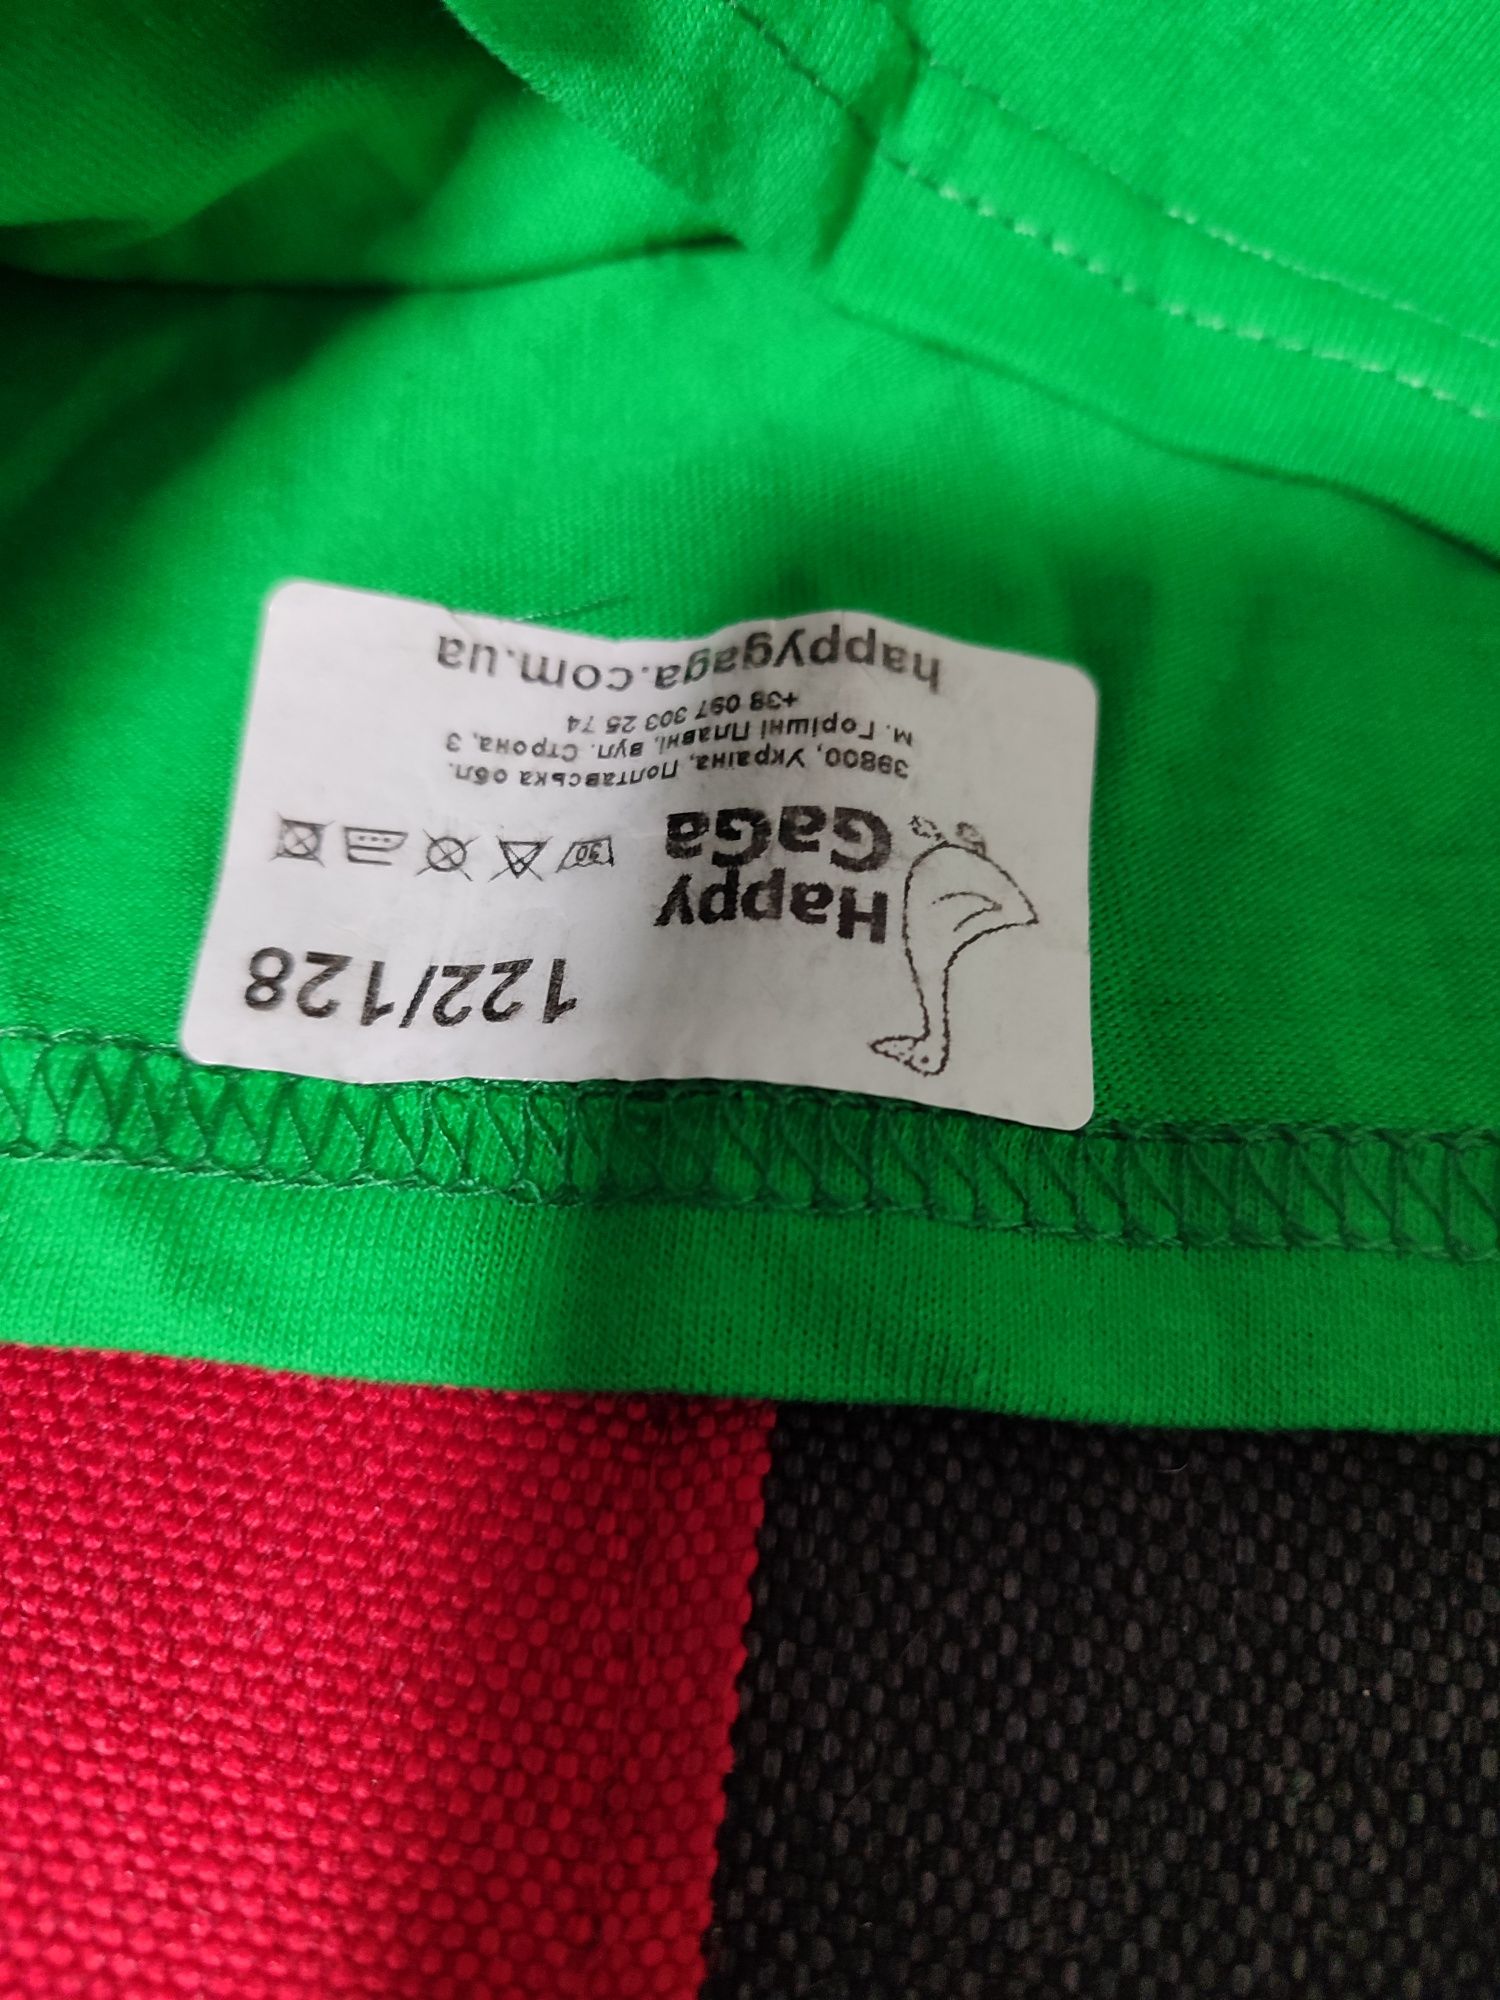 122/128
Happy
GaGa
30
39800, Україна, Полтавська обл.
м. Горішні Плавні, вул. Строна, 3
+38 097 303 25 74
happygaga.com.ua